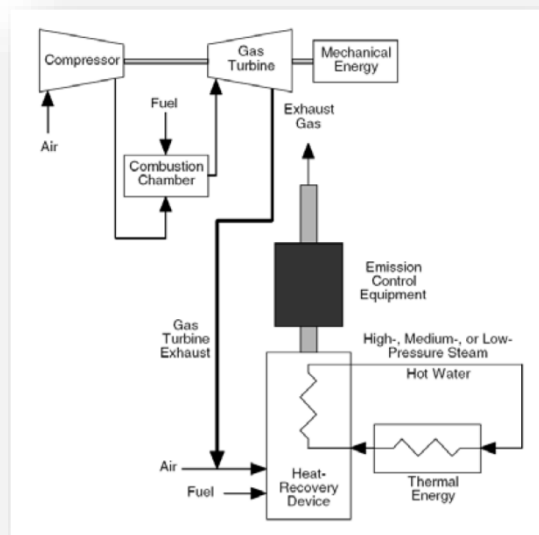 Compressor
Gas
Turbine
Mechanical
Energy
Air
Fuel
Combustion
Chamber
Exhaust
Gas
Emission
Control
Equipment
Gas
Turbine
Exhaust
High-, Medium-, or Low-
Pressure Steam
Hot Water
Air
Fuel
Heat-
Recovery
Device
Thermal
Energy